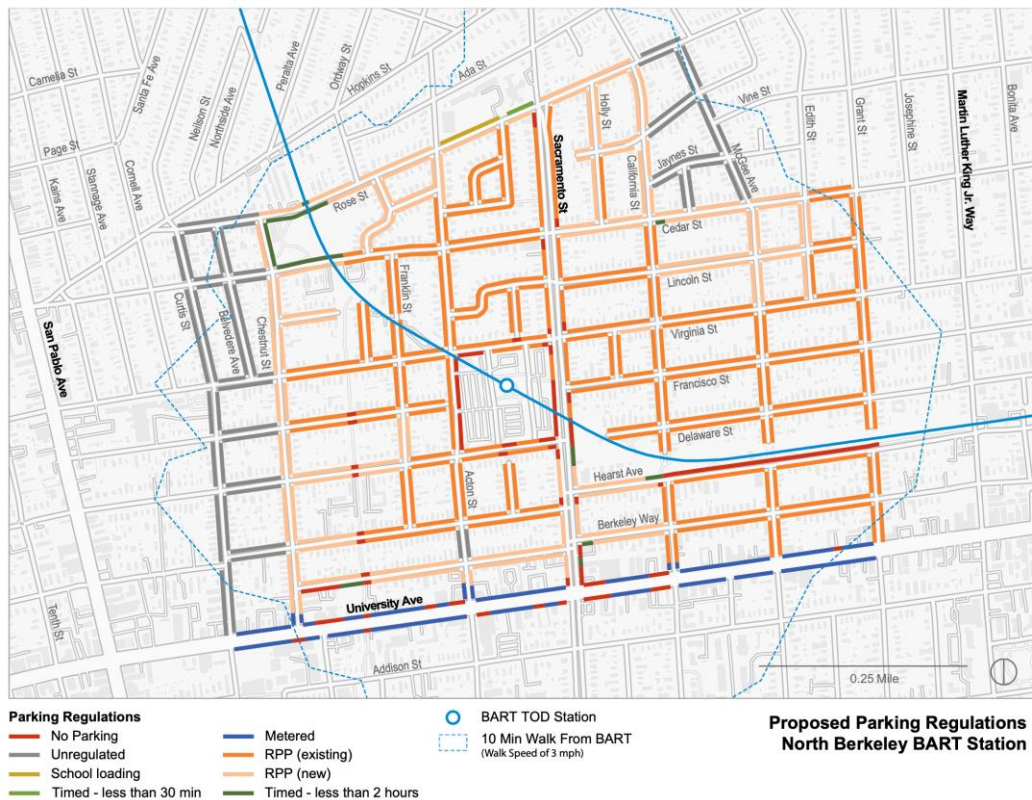 Camelia St
Santa Fe Ave
Neilson St
Northside Ave
Peralta Ave
Ordway St
Hopkins St
Ada St
Page St
Kains Ave
Stannage Ave
Cornell Ave
Rose St
Sacramento St
Holly St
California St
Jaynes St
McGee Ave
Vine St
Edith St
Grant St
Josephine St
Martin Luther King Jr. Way
Bonita Ave
Cedar St
Lincoln St
Franklin St
Curtis St
Belvedere Ave
Chestnut St
San Pablo Ave
Virginia St
Francisco St
Delaware St
Hearst Ave
Acton St
Berkeley Way
University Ave
Tenth St
Addison St
0.25 Mile
Parking Regulations
No Parking
Unregulated
School loading
Timed - less than 30 min
Metered
RPP (existing)
RPP (new)
Timed - less than 2 hours
BART TOD Station
10 Min Walk From BART
(Walk Speed of 3 mph)
Proposed Parking Regulations
North Berkeley BART Station